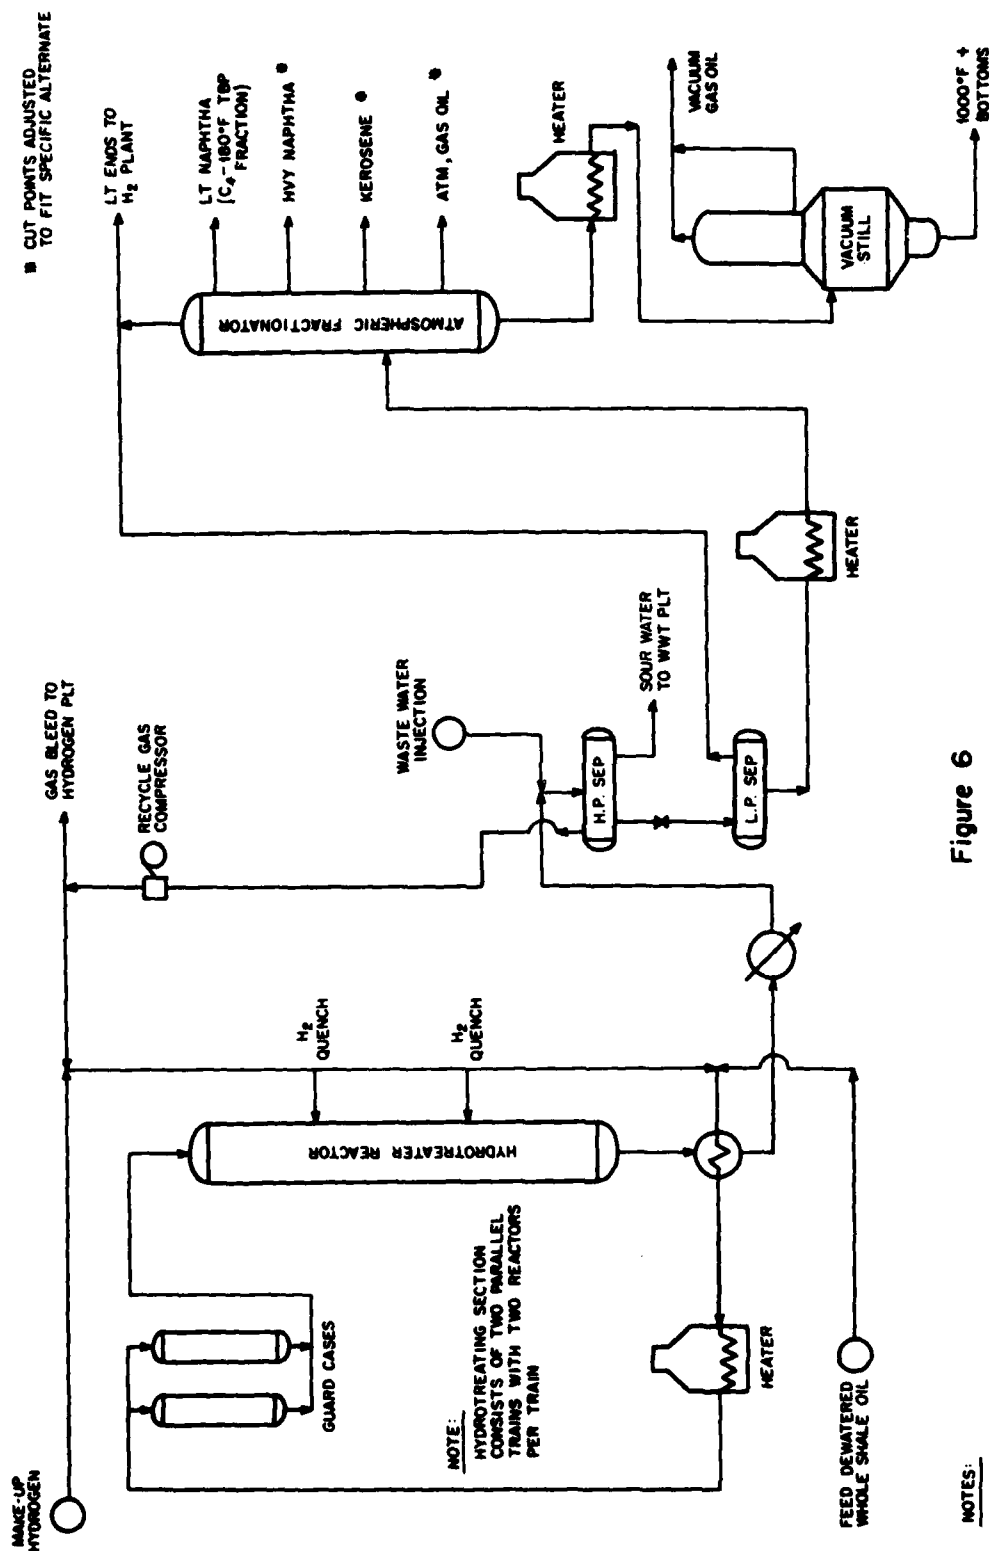 MAKE-UP
HYDROGEN
GAS BLEED TO
HYDROGEN PLT
RECYCLE GAS
COMPRESSOR
* CUT POINTS ADJUSTED
TO FIT SPECIFIC ALTERNATE
LT ENDS TO
H2 PLANT
LT NAPHTHA
(C4-180°F TBP
FRACTION)
HVY NAPHTHA *
KEROSENE *
ATM, GAS OIL *
ATMOSPHERIC FRACTIONATOR
GUARD CASES
H2
QUENCH
H2
QUENCH
HYDROTREATER REACTOR
NOTE:
HYDROTREATING SECTION
CONSISTS OF TWO PARALLEL
TRAINS WITH TWO REACTORS
PER TRAIN
WASTE WATER
INJECTION
H.P. SEP
SOUR WATER
TO WWT PLT
L.P. SEP
HEATER
HEATER
HEATER
VACUUM
GAS OIL
VACUUM
STILL
1000°F +
BOTTOMS
FEED DEWATERED
WHOLE SHALE OIL
NOTES:
Figure 6